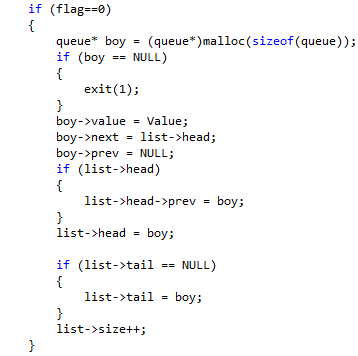 if (flag==0)
{
queue* boy = (queue*)malloc(sizeof(queue));
if (boy == NULL)
{
exit(1);
}
boy->value = Value;
boy->next = list->head;
boy->prev = NULL;
if (list->head)
{
list->head->prev = boy;
}
list->head = boy;
if (list->tail == NULL)
{
list->tail = boy;
}
list->size++;
}